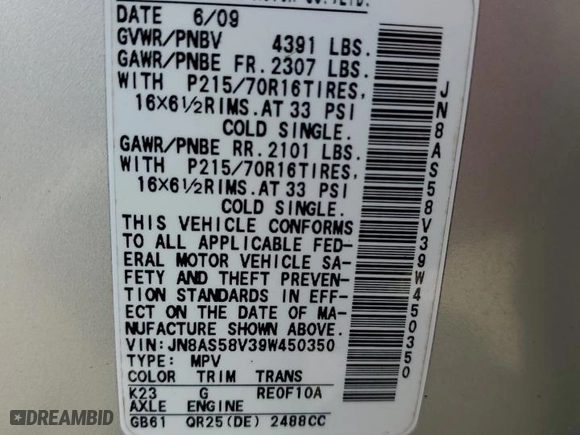 CO.,LTD.
DATE 6/09
GVWR/PNBV 4391 LBS.
GAWR/PNBE FR. 2307 LBS.
WITH P215/70R16TIRES,
16×6½RIMS.AT 33 PSI
COLD SINGLE.
GAWR/PNBE RR. 2101 LBS.
WITH P215/70R16TIRES,
16×6½RIMS.AT 33 PSI
COLD SINGLE.
THIS VEHICLE CONFORMS
TO ALL APPLICABLE FED-
ERAL MOTOR VEHICLE SA-
FETY AND THEFT PREVEN-
TION STANDARDS IN EFF-
ECT ON THE DATE OF MA-
NUFACTURE SHOWN ABOVE.
VIN:JN8AS58V39W450350
TYPE: MPV
COLOR TRIM TRANS
K23 G RE0F10A
AXLE ENGINE
GB61 QR25(DE) 2488CC
JN8AS58V39W450350
DREAMBID